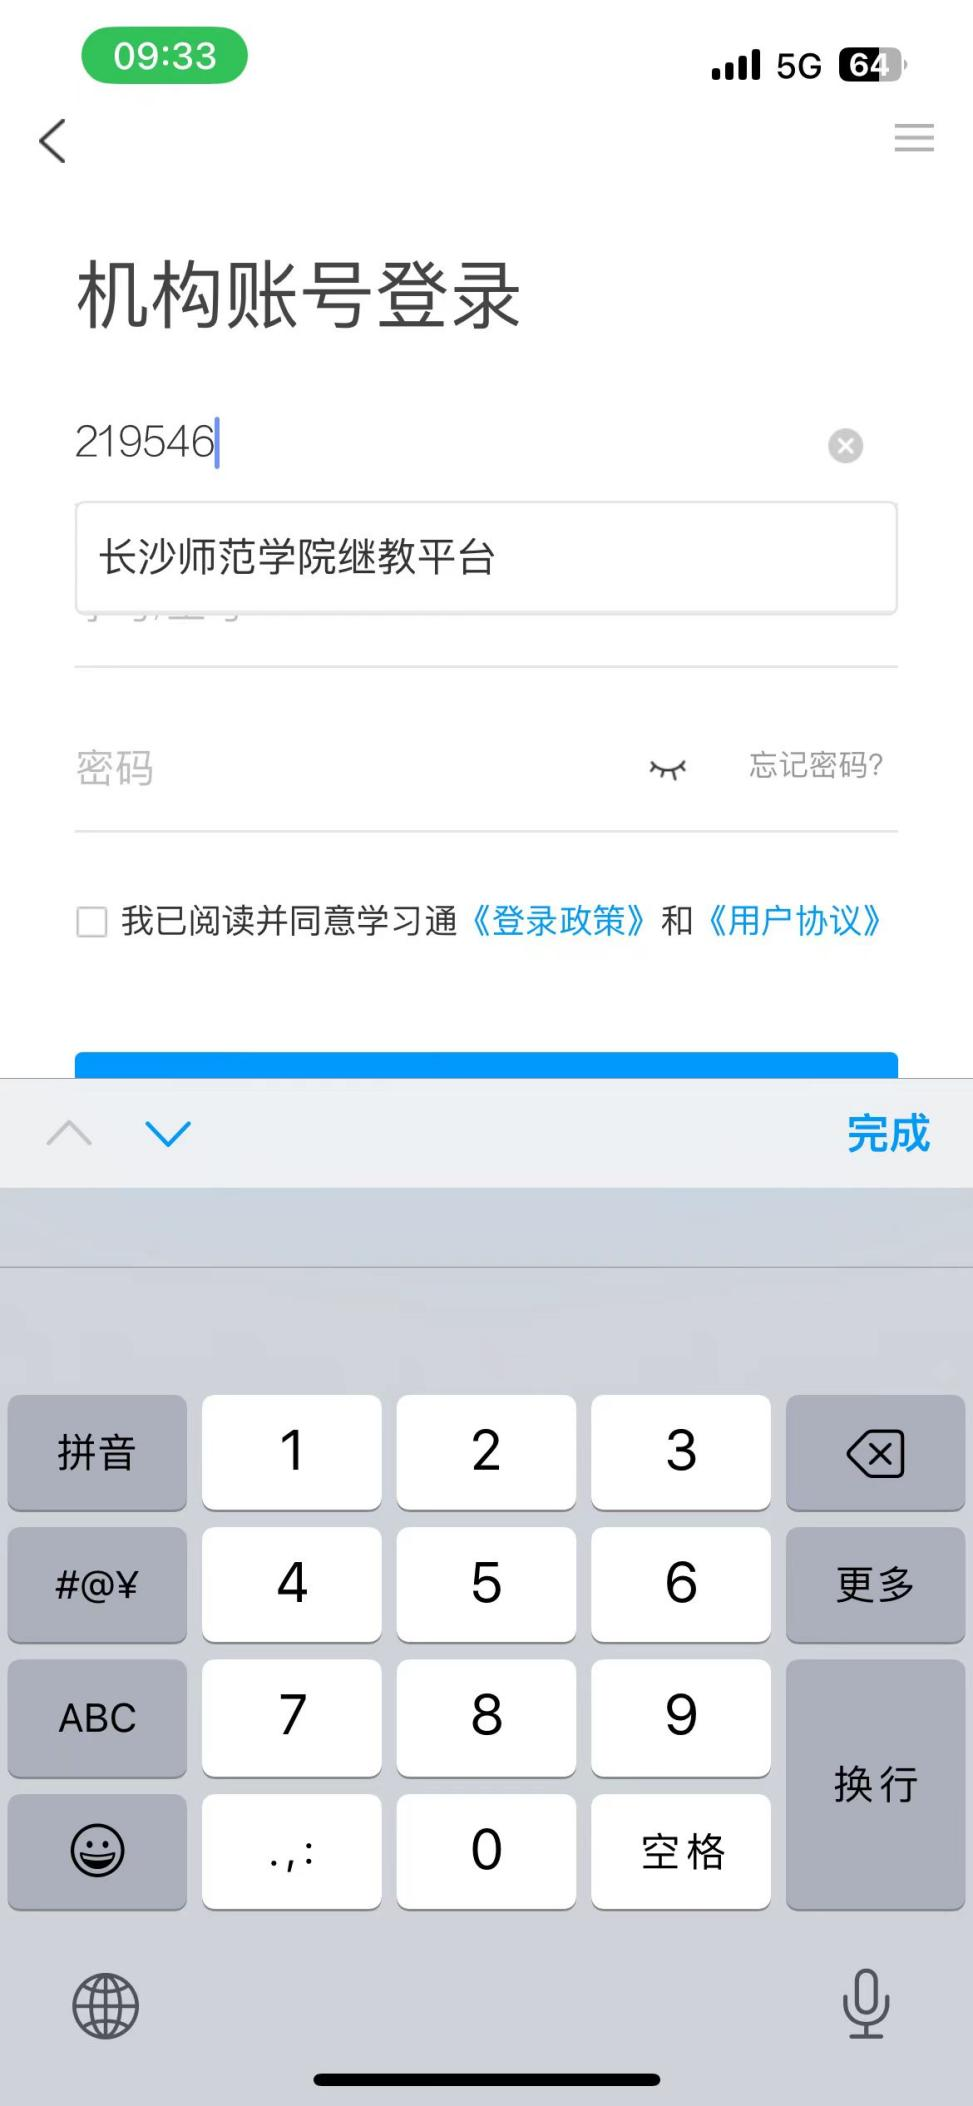 09:33 5G 64
机构账号登录
219546
长沙师范学院继教平台
密码 忘记密码?
我已阅读并同意学习通《登录政策》和《用户协议》
完成
拼音 1 2 3
#@¥ 4 5 6 更多
ABC 7 8 9 换行
.,: 0 空格